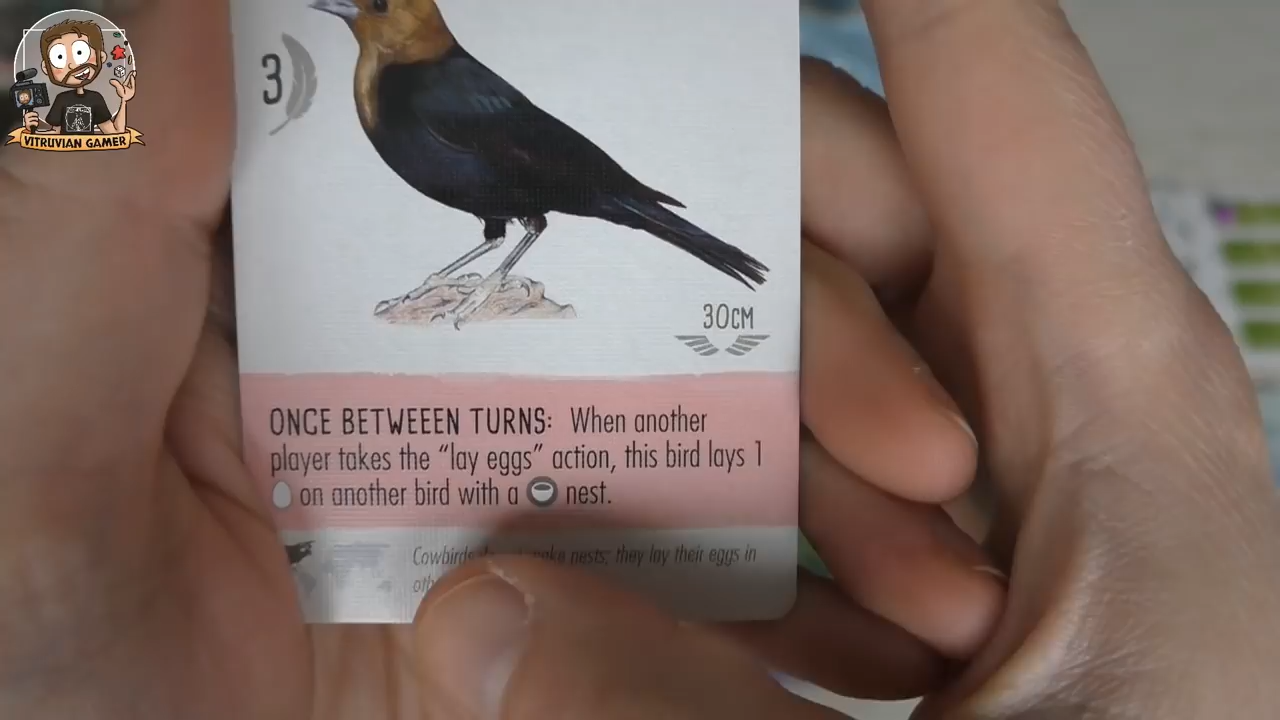 VITRUVIAN GAMER
3
30CM
ONCE BETWEEEN TURNS: When another
player takes the “lay eggs” action, this bird lays 1
on another bird with a nest.
Cowbirds nests; they lay their eggs in